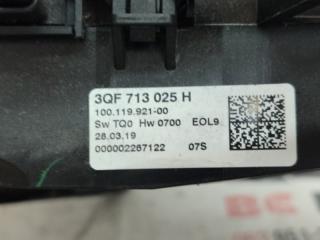 3QF 713 025 H
100.119.921-00
Sw TQ0 Hw 0700 EOL9
28.03.19
000002267122 07S